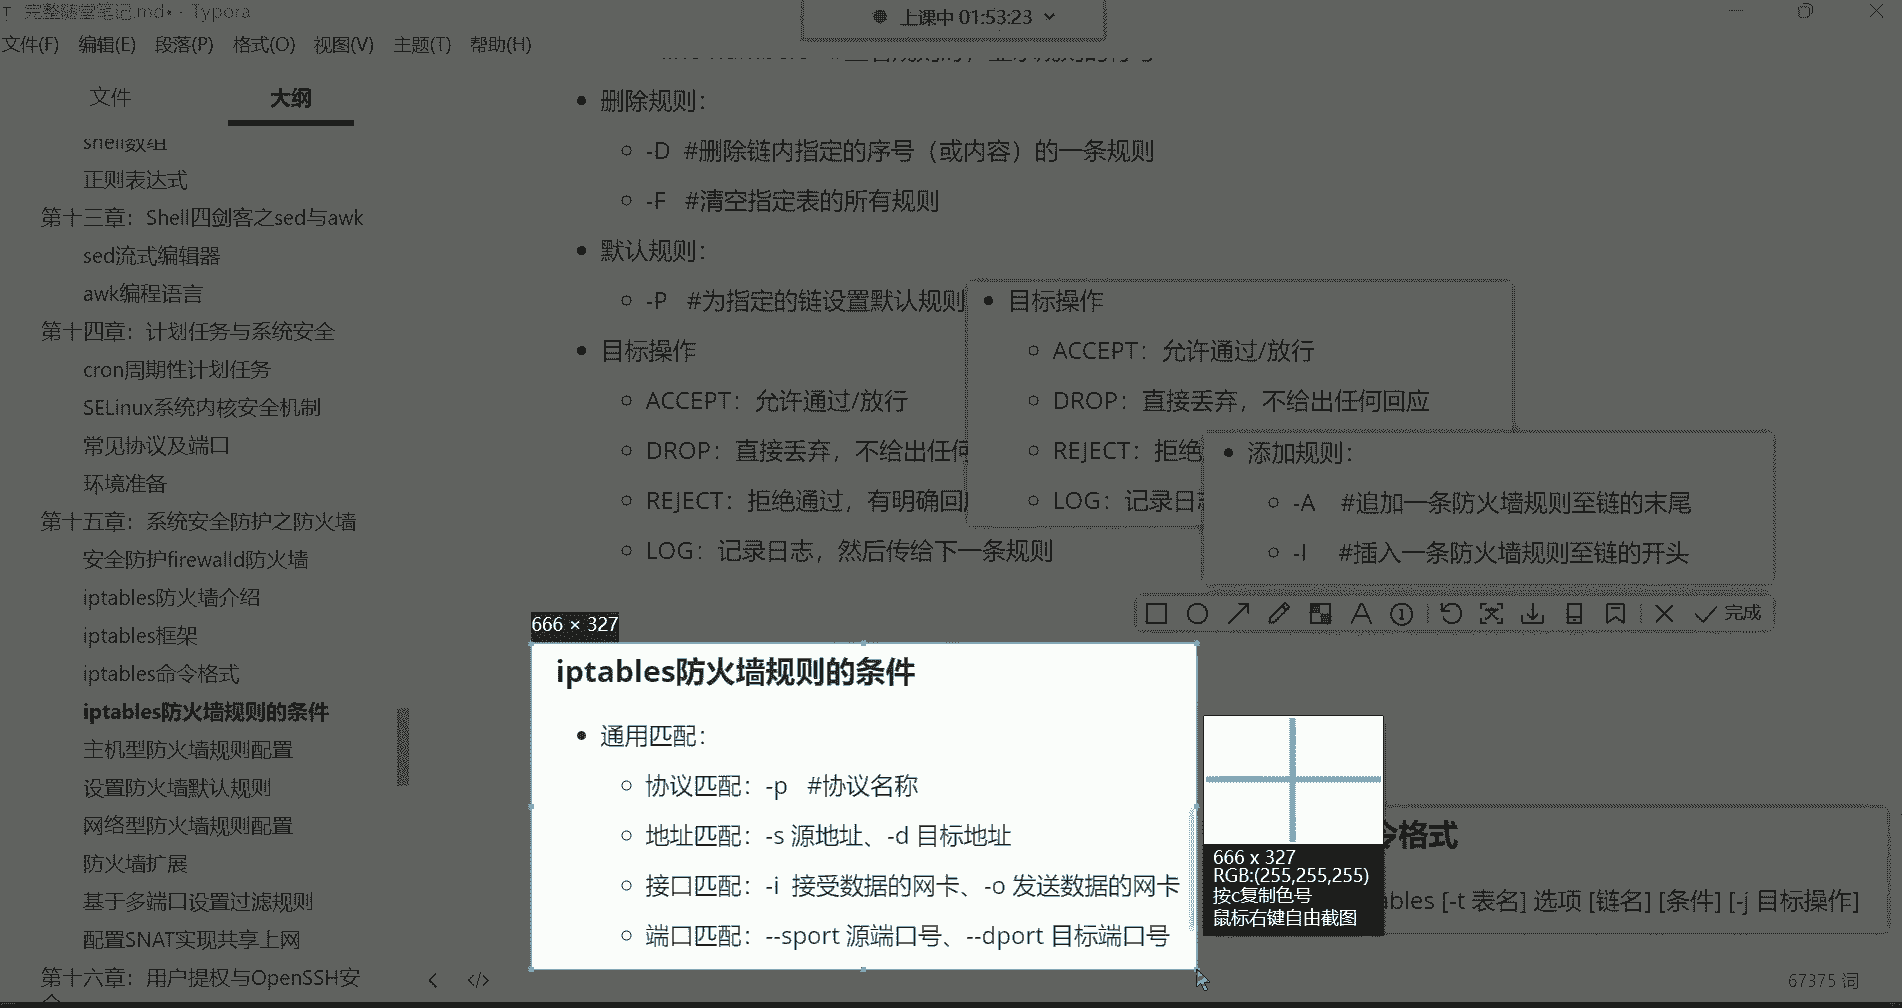 完整随堂笔记.md• - Typora
上课中 01:53:23
文件(F) 编辑(E) 段落(P) 格式(O) 视图(V) 主题(T) 帮助(H)
文件 大纲
shell数组
正则表达式
第十三章：Shell四剑客之sed与awk
sed流式编辑器
awk编程语言
第十四章：计划任务与系统安全
cron周期性计划任务
SELinux系统内核安全机制
常见协议及端口
环境准备
第十五章：系统安全防护之防火墙
安全防护firewalld防火墙
iptables防火墙介绍
iptables框架
iptables命令格式
iptables防火墙规则的条件
主机型防火墙规则配置
设置防火墙默认规则
网络型防火墙规则配置
防火墙扩展
基于多端口设置过滤规则
配置SNAT实现共享上网
第十六章：用户提权与OpenSSH安
删除规则：
-D #删除链内指定的序号（或内容）的一条规则
-F #清空指定表的所有规则
默认规则：
-P #为指定的链设置默认规则
目标操作
ACCEPT：允许通过/放行
DROP：直接丢弃，不给出任何
REJECT：拒绝通过，有明确回
LOG：记录日志，然后传给下一条规则
目标操作
ACCEPT：允许通过/放行
DROP：直接丢弃，不给出任何回应
REJECT：拒绝
LOG：记录日
添加规则：
-A #追加一条防火墙规则至链的末尾
-I #插入一条防火墙规则至链的开头
完成
666 × 327
iptables防火墙规则的条件
通用匹配：
协议匹配：-p #协议名称
地址匹配：-s 源地址、-d 目标地址
接口匹配：-i 接受数据的网卡、-o 发送数据的网卡
端口匹配：--sport 源端口号、--dport 目标端口号
666 x 327
RGB:(255,255,255)
按c复制色号
鼠标右键自由截图
令格式
ables [-t 表名] 选项 [链名] [条件] [-j 目标操作]
67375 词